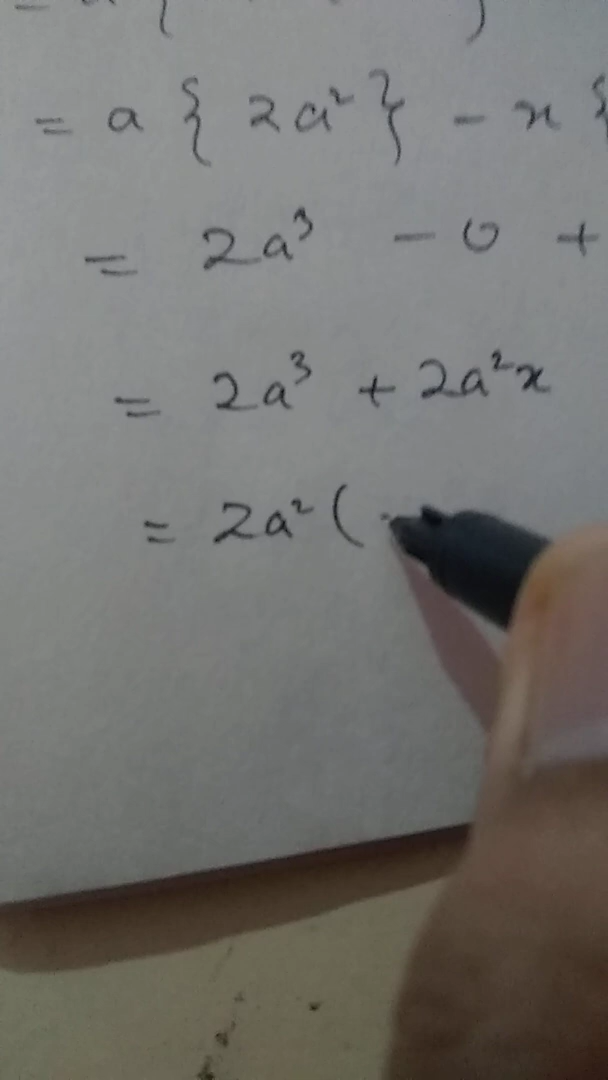 = a { 2a² } - x {
= 2a³ - 0 +
= 2a³ + 2a²x
= 2a² (